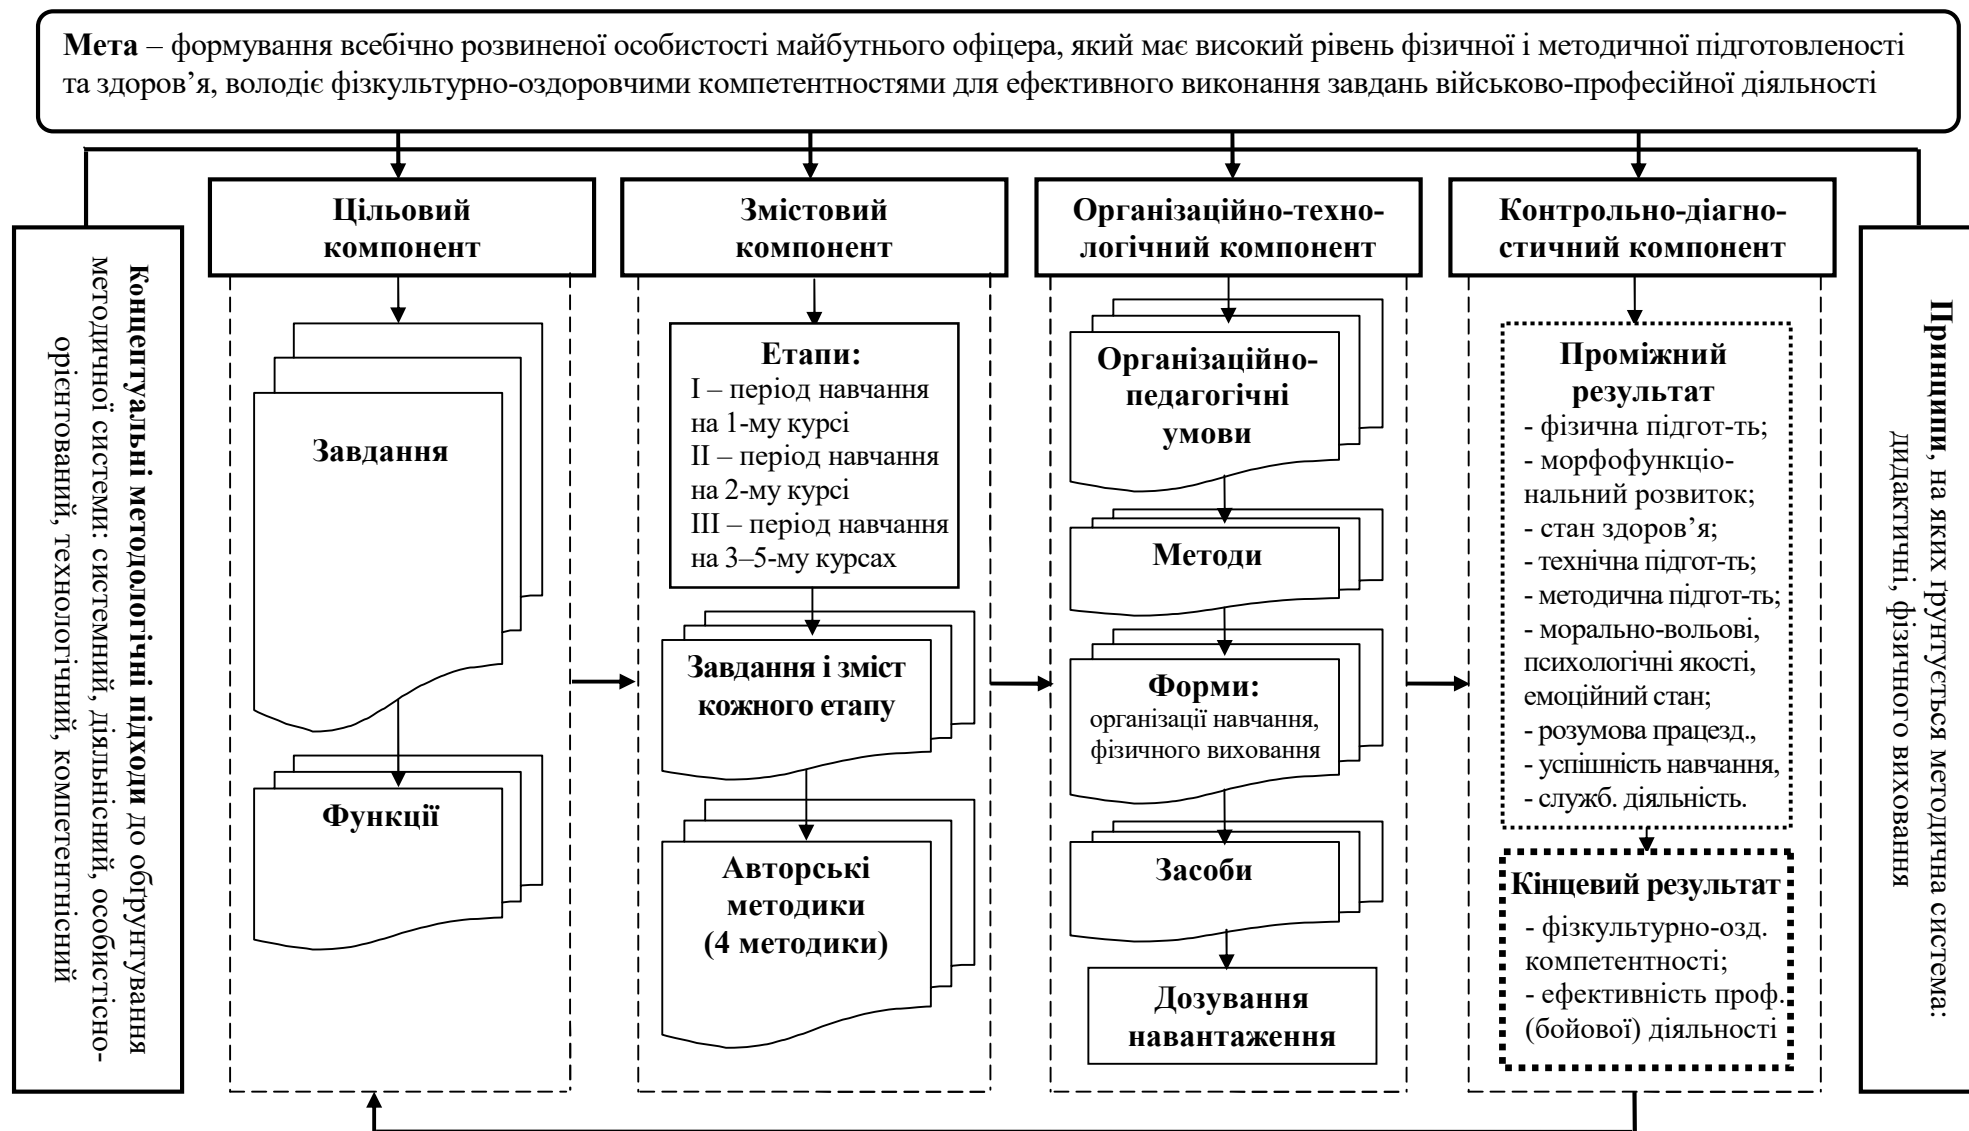 Мета – формування всебічно розвиненої особистості майбутнього офіцера, який має високий рівень фізичної і методичної підготовленості
та здоров’я, володіє фізкультурно-оздоровчими компетентностями для ефективного виконання завдань військово-професійної діяльності
Концептуальні методологічні підходи до обґрунтування
методичної системи: системний, діяльнісний, особистісно-
орієнтований, технологічний, компетентнісний
Цільовий
компонент
Завдання
Функції
Змістовий
компонент
Етапи:
І – період навчання
на 1-му курсі
ІІ – період навчання
на 2-му курсі
ІІІ – період навчання
на 3–5-му курсах
Завдання і зміст
кожного етапу
Авторські
методики
(4 методики)
Організаційно-техно-
логічний компонент
Організаційно-
педагогічні
умови
Методи
Форми:
організації навчання,
фізичного виховання
Засоби
Дозування
навантаження
Контрольно-діагно-
стичний компонент
Проміжний
результат
- фізична підгот-ть;
- морфофункціо-
нальний розвиток;
- стан здоров’я;
- технічна підгот-ть;
- методична підгот-ть;
- морально-вольові,
психологічні якості,
емоційний стан;
- розумова працезд.,
- успішність навчання,
- служб. діяльність.
Кінцевий результат
- фізкультурно-озд.
компетентності;
- ефективність проф.
(бойової) діяльності
Принципи, на яких ґрунтується методична система:
дидактичні, фізичного виховання